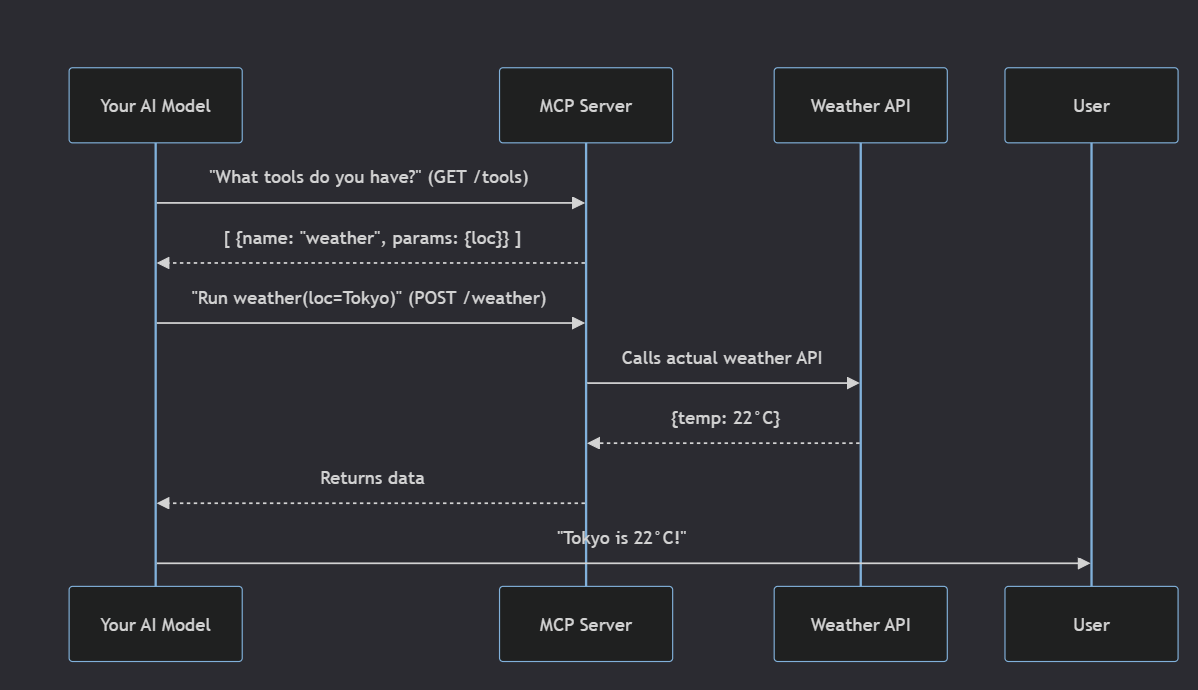 Your AI Model
MCP Server
Weather API
User
"What tools do you have?" (GET /tools)
[ {name: "weather", params: {loc}} ]
"Run weather(loc=Tokyo)" (POST /weather)
Calls actual weather API
{temp: 22°C}
Returns data
"Tokyo is 22°C!"
Your AI Model
MCP Server
Weather API
User